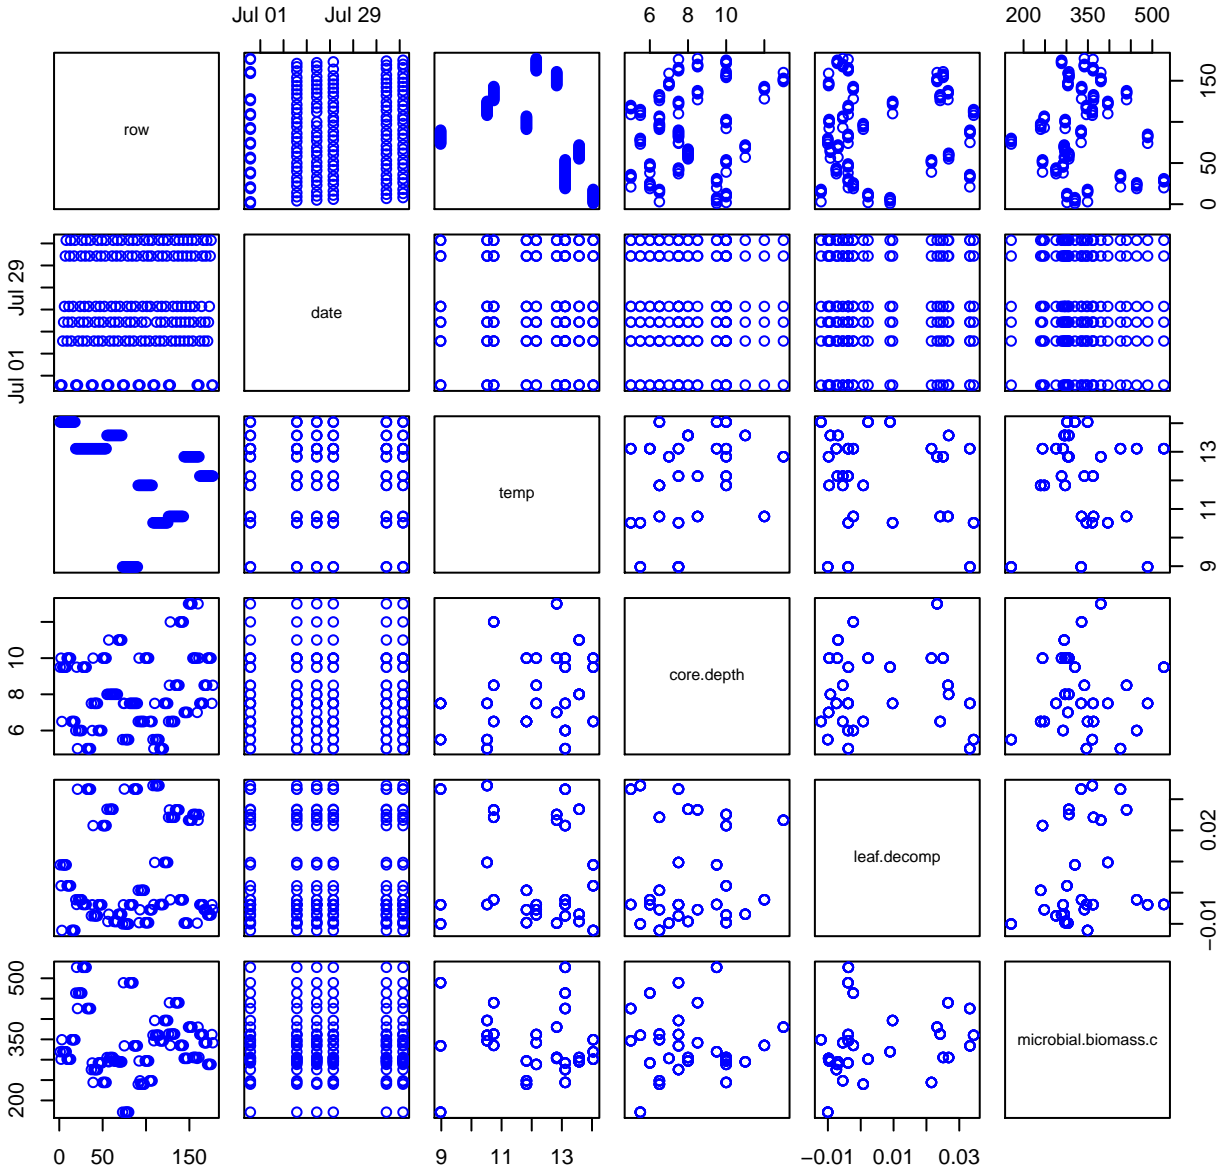 Jul 01 Jul 29
6 8 10
200 350 500
row
0 50 150
Jul 01 Jul 29
date
temp
9 11 13
6 8 10
core.depth
leaf.decomp
−0.01 0.02
200 350 500
microbial.biomass.c
0 50 150
9 11 13
−0.01 0.01 0.03